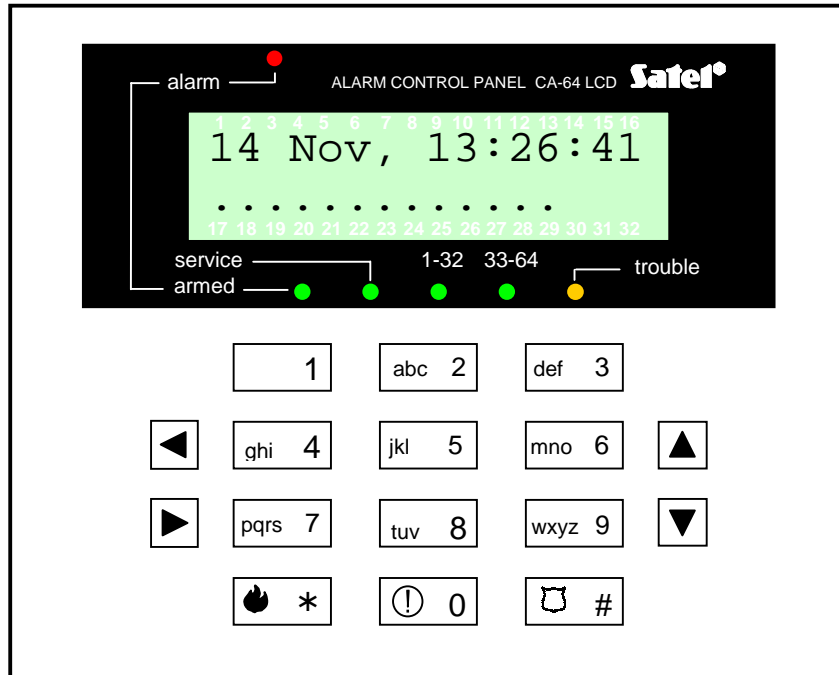 alarm
ALARM CONTROL PANEL CA-64 LCD Satel
1 2 3 4 5 6 7 8 9 10 11 12 13 14 15 16
14 Nov, 13:26:41
. . . . . . . . . . . . .
17 18 19 20 21 22 23 24 25 26 27 28 29 30 31 32
service 1-32 33-64 trouble
armed
1 abc 2 def 3
ghi 4 jkl 5 mno 6
pqrs 7 tuv 8 wxyz 9
* ! 0 #